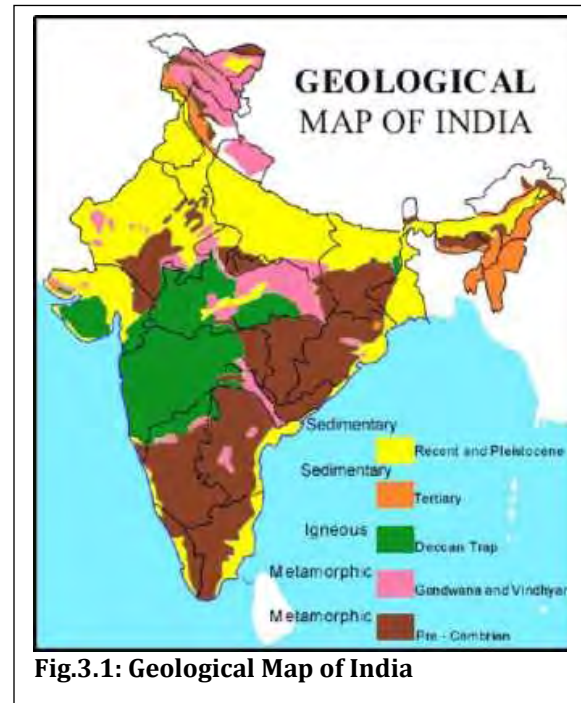 GEOLOGICAL
MAP OF INDIA
Sedimentary
Recent and Pleistocene
Sedimentary
Tertiary
Igneous
Deccan Trap
Metamorphic
Gondwana and Vindhyan
Metamorphic
Pre - Cambrian
Fig.3.1: Geological Map of India